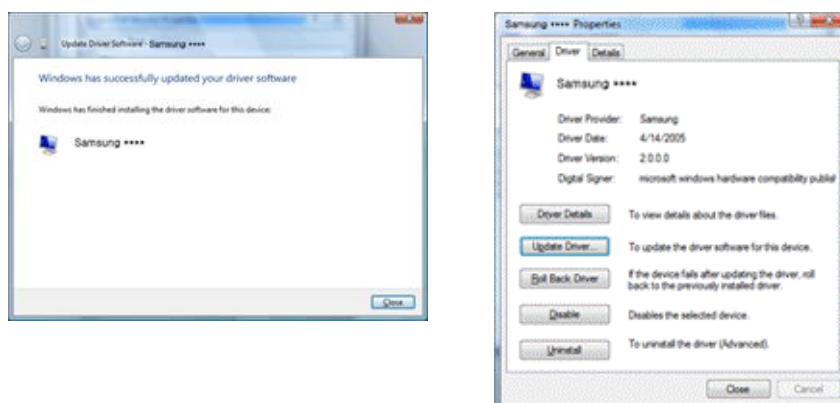 Update Driver Software - Samsung ****
Windows has successfully updated your driver software
Windows has finished installing the driver software for this device:
Samsung ****
Close
Samsung **** Properties
General Driver Details
Samsung ****
Driver Provider: Samsung
Driver Date: 4/14/2005
Driver Version: 2.0.0.0
Digital Signer: microsoft windows hardware compatibility publis
Driver Details To view details about the driver files.
Update Driver... To update the driver software for this device.
Roll Back Driver If the device fails after updating the driver, roll
back to the previously installed driver.
Disable Disables the selected device.
Uninstall To uninstall the driver (Advanced).
Close Cancel